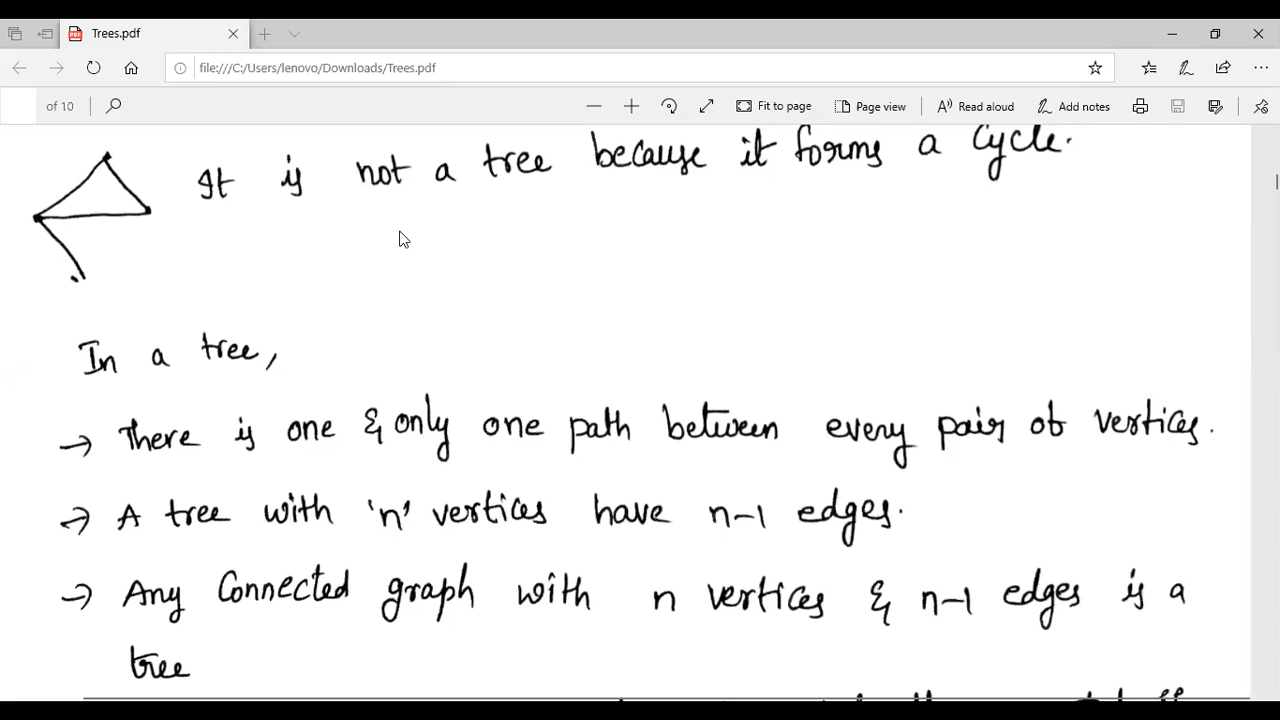 Trees.pdf
file:///C:/Users/lenovo/Downloads/Trees.pdf
of 10
Fit to page
Page view
Read aloud
Add notes
It is not a tree because it forms a cycle.
In a tree,
→ There is one & only one path between every pair of vertices.
→ A tree with 'n' vertices have n-1 edges.
→ Any Connected graph with n vertices & n-1 edges is a
tree